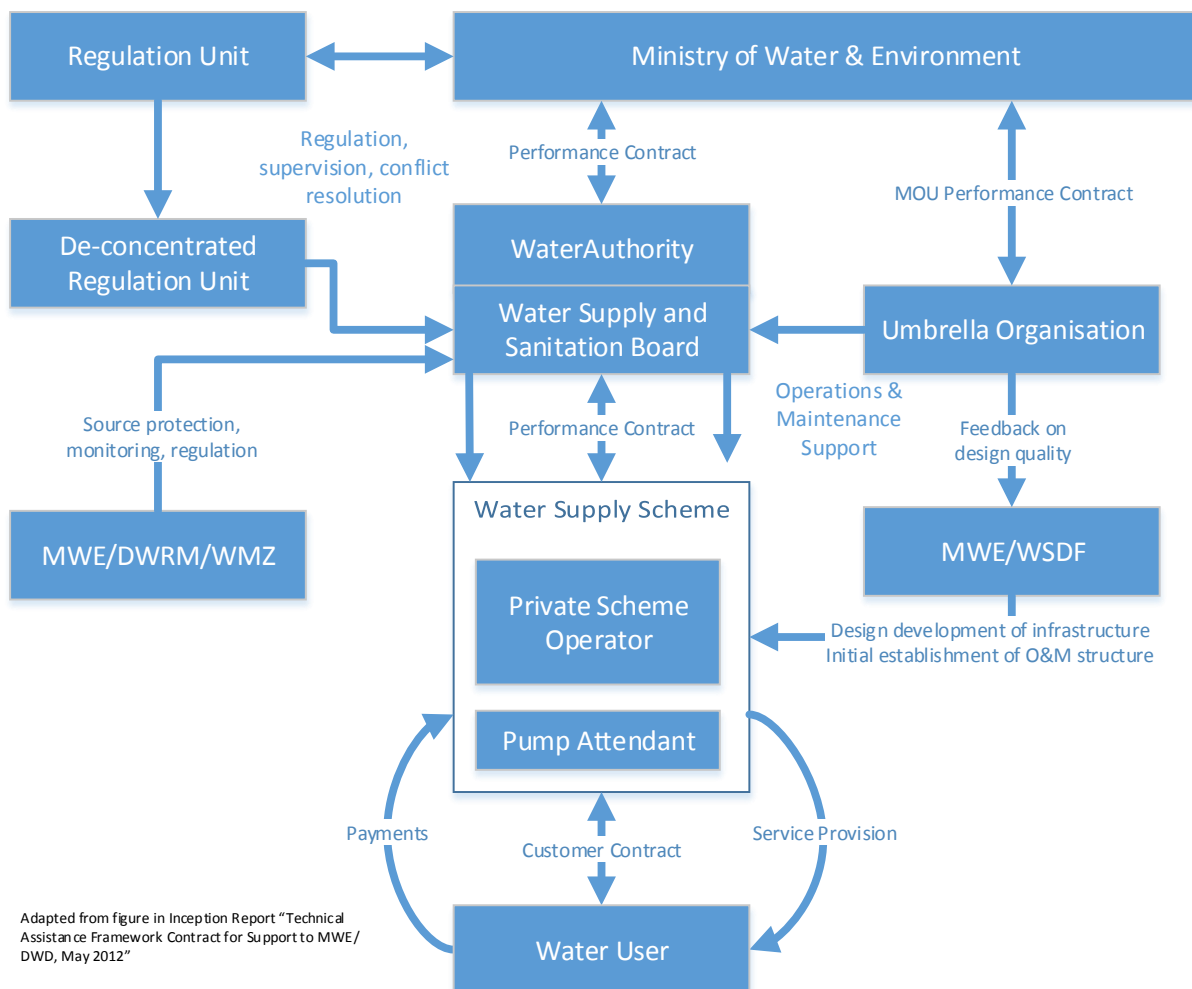 Regulation Unit
Ministry of Water & Environment
Regulation,
supervision, conflict
resolution
Performance Contract
MOU Performance Contract
De-concentrated
Regulation Unit
WaterAuthority
Water Supply and
Sanitation Board
Umbrella Organisation
Source protection,
monitoring, regulation
Performance Contract
Operations &
Maintenance
Support
Feedback on
design quality
MWE/DWRM/WMZ
Water Supply Scheme
MWE/WSDF
Private Scheme
Operator
Design development of infrastructure
Initial establishment of O&M structure
Pump Attendant
Payments
Customer Contract
Service Provision
Adapted from figure in Inception Report “Technical
Assistance Framework Contract for Support to MWE/
DWD, May 2012”
Water User